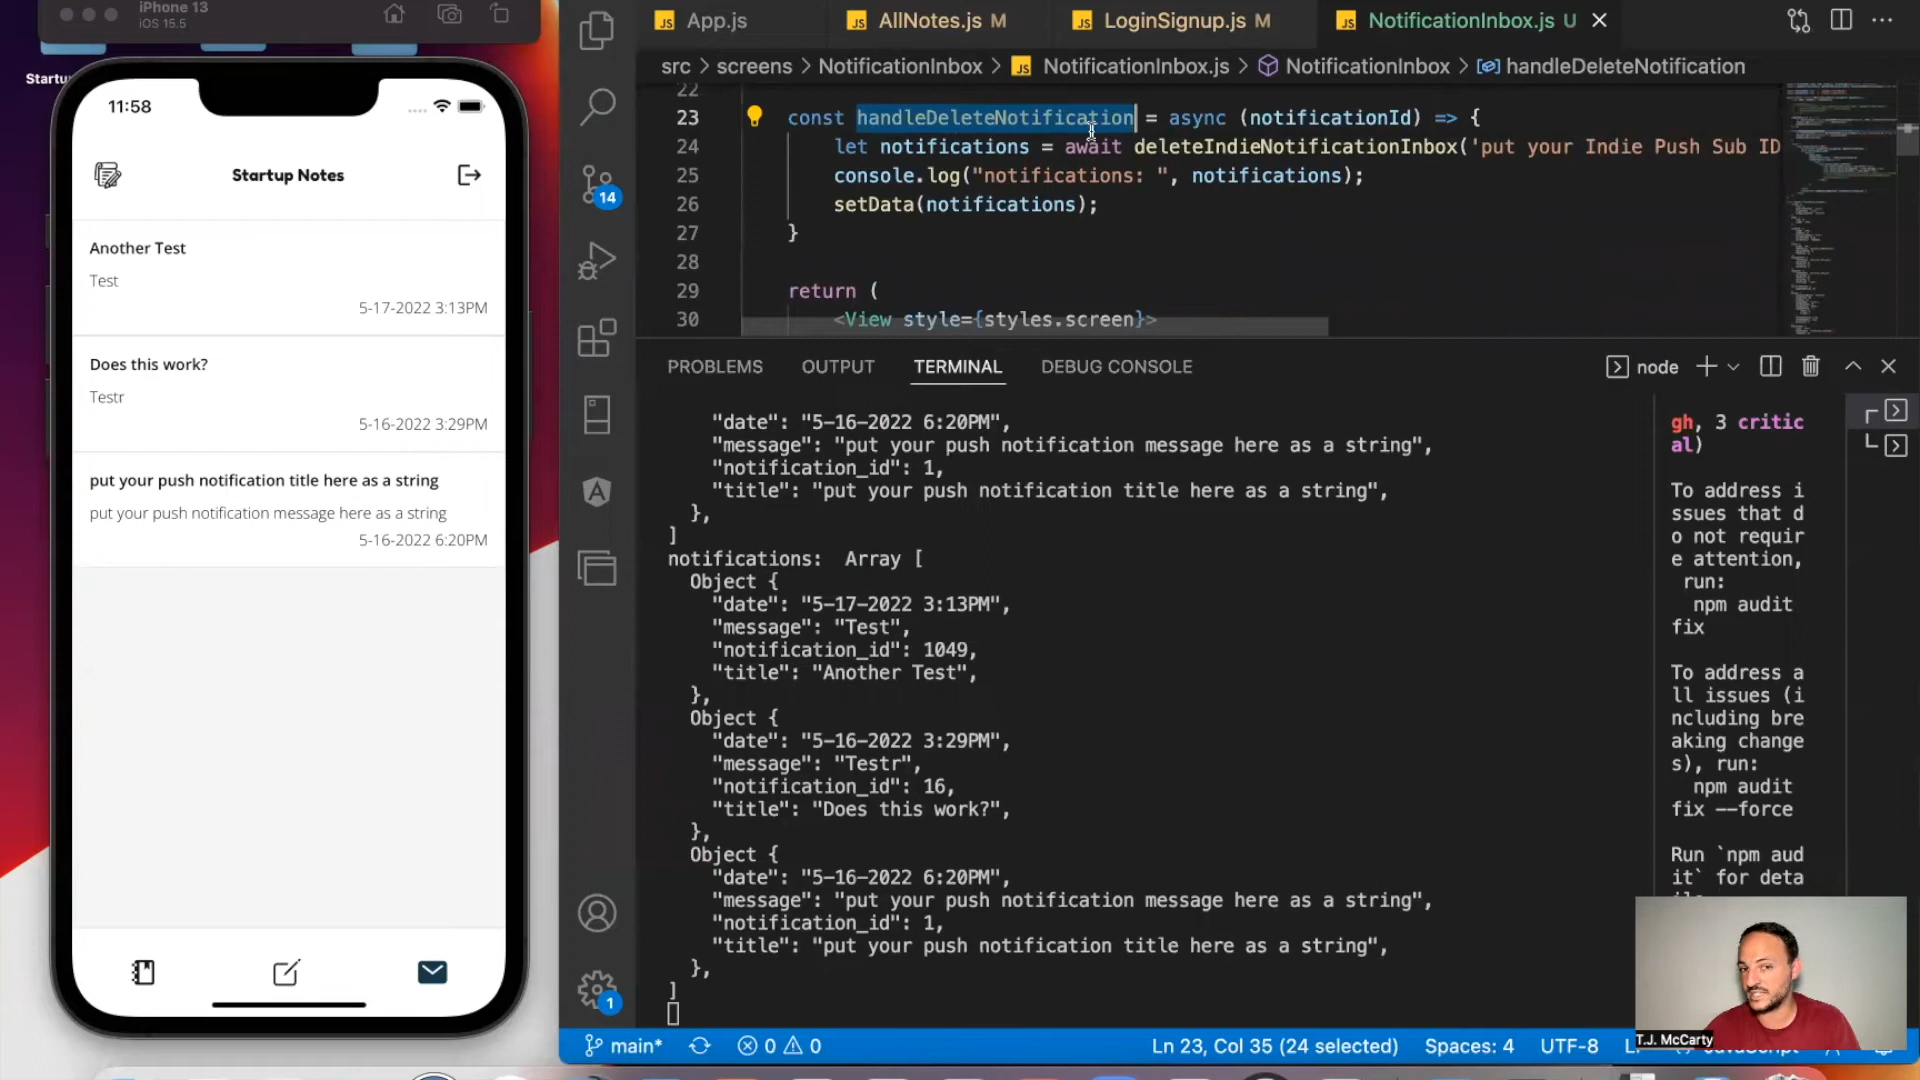 iPhone 13
iOS 15.5
Startu
11:58
Startup Notes
Another Test
Test
5-17-2022 3:13PM
Does this work?
Testr
5-16-2022 3:29PM
put your push notification title here as a string
put your push notification message here as a string
5-16-2022 6:20PM
14
1
JS App.js
JS AllNotes.js M
JS LoginSignup.js M
JS NotificationInbox.js U
src > screens > NotificationInbox > JS NotificationInbox.js > NotificationInbox > handleDeleteNotification
22
23 const handleDeleteNotification = async (notificationId) => {
24 let notifications = await deleteIndieNotificationInbox('put your Indie Push Sub ID
25 console.log("notifications: ", notifications);
26 setData(notifications);
27 }
28
29 return (
30 <View style={styles.screen}>
PROBLEMS OUTPUT TERMINAL DEBUG CONSOLE
node
"date": "5-16-2022 6:20PM",
"message": "put your push notification message here as a string",
"notification_id": 1,
"title": "put your push notification title here as a string",
},
]
notifications:  Array [
Object {
"date": "5-17-2022 3:13PM",
"message": "Test",
"notification_id": 1049,
"title": "Another Test",
},
Object {
"date": "5-16-2022 3:29PM",
"message": "Testr",
"notification_id": 16,
"title": "Does this work?",
},
Object {
"date": "5-16-2022 6:20PM",
"message": "put your push notification message here as a string",
"notification_id": 1,
"title": "put your push notification title here as a string",
},
]
gh, 3 critic
al)
To address i
ssues that d
o not requir
e attention,
run:
npm audit
fix
To address a
ll issues (i
ncluding bre
aking change
s), run:
npm audit
fix --force
Run `npm aud
it` for deta
T.J. McCarty
main*
0 0
Ln 23, Col 35 (24 selected)
Spaces: 4
UTF-8